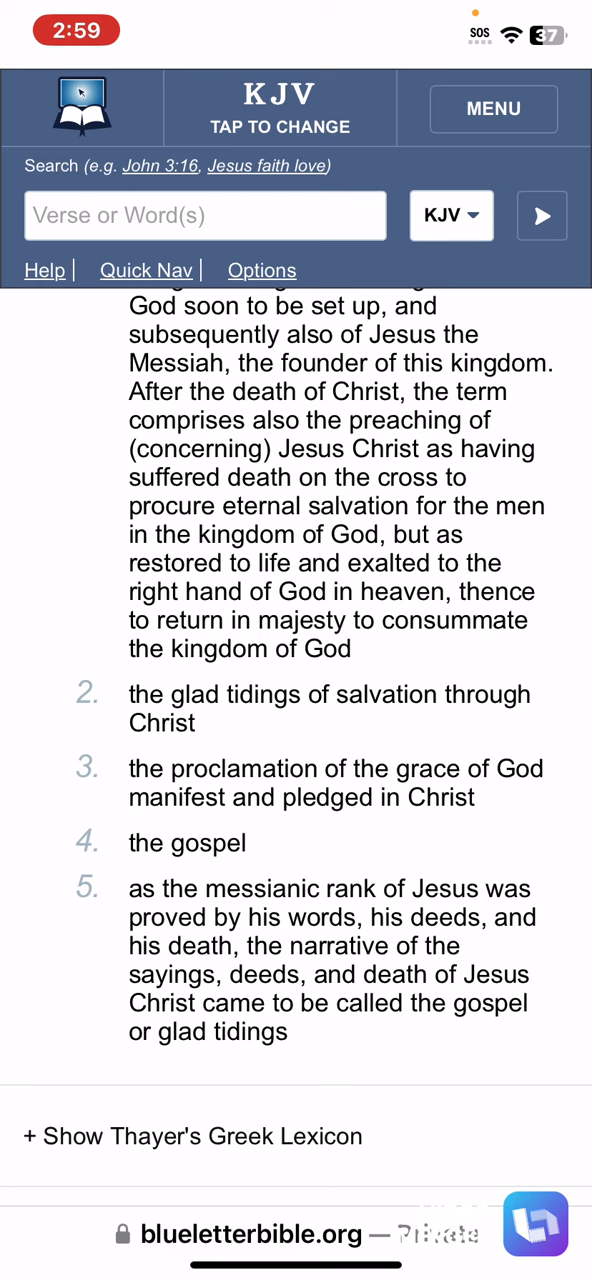 2:59
SOS
37
KJV
TAP TO CHANGE
MENU
Search (e.g. John 3:16, Jesus faith love)
Verse or Word(s)
KJV
Help | Quick Nav | Options
God soon to be set up, and
subsequently also of Jesus the
Messiah, the founder of this kingdom.
After the death of Christ, the term
comprises also the preaching of
(concerning) Jesus Christ as having
suffered death on the cross to
procure eternal salvation for the men
in the kingdom of God, but as
restored to life and exalted to the
right hand of God in heaven, thence
to return in majesty to consummate
the kingdom of God
2. the glad tidings of salvation through
Christ
3. the proclamation of the grace of God
manifest and pledged in Christ
4. the gospel
5. as the messianic rank of Jesus was
proved by his words, his deeds, and
his death, the narrative of the
sayings, deeds, and death of Jesus
Christ came to be called the gospel
or glad tidings
+ Show Thayer's Greek Lexicon
blueletterbible.org — Private